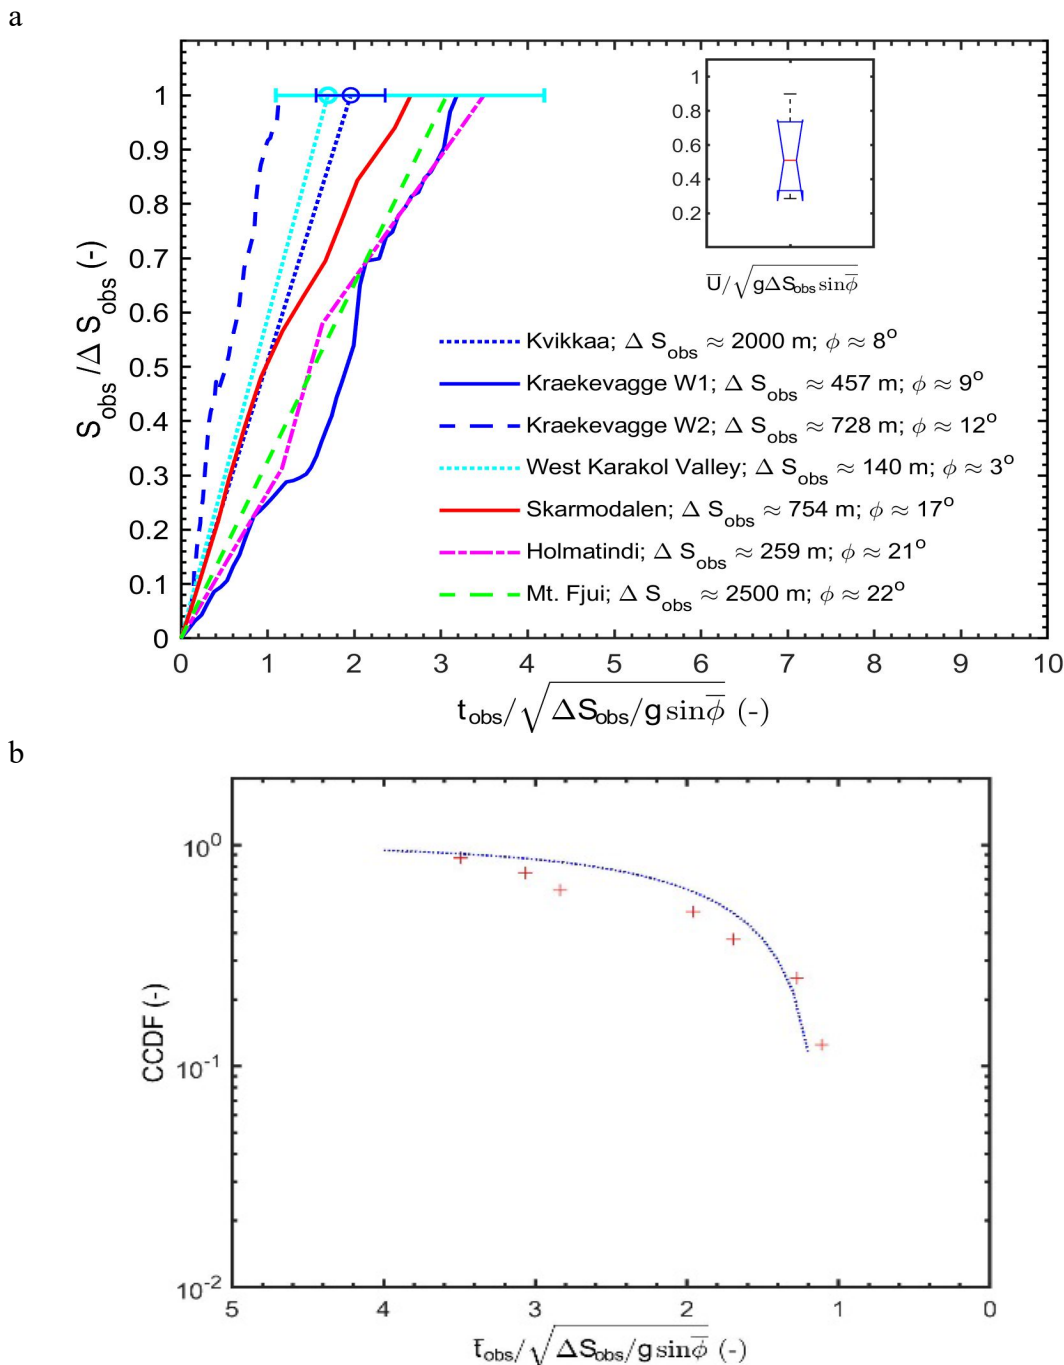 a
1
0.9
0.8
0.7
0.6
0.5
0.4
0.3
0.2
0.1
0
S_obs /Δ S_obs (-)
0 1 2 3 4 5 6 7 8 9 10
t_obs/√ΔS_obs/g sin φ̅ (-)
1
0.8
0.6
0.4
0.2
U̅/√gΔS_obs sin φ̅
Kvikkaa; Δ S_obs ≈ 2000 m; ϕ ≈ 8°
Kraekevagge W1; Δ S_obs ≈ 457 m; ϕ ≈ 9°
Kraekevagge W2; Δ S_obs ≈ 728 m; ϕ ≈ 12°
West Karakol Valley; Δ S_obs ≈ 140 m; ϕ ≈ 3°
Skarmodalen; Δ S_obs ≈ 754 m; ϕ ≈ 17°
Holmatindi; Δ S_obs ≈ 259 m; ϕ ≈ 21°
Mt. Fjui; Δ S_obs ≈ 2500 m; ϕ ≈ 22°
b
10⁰
10⁻¹
10⁻²
CCDF (-)
5 4 3 2 1 0
t̅_obs/√ΔS_obs/g sin φ̅ (-)